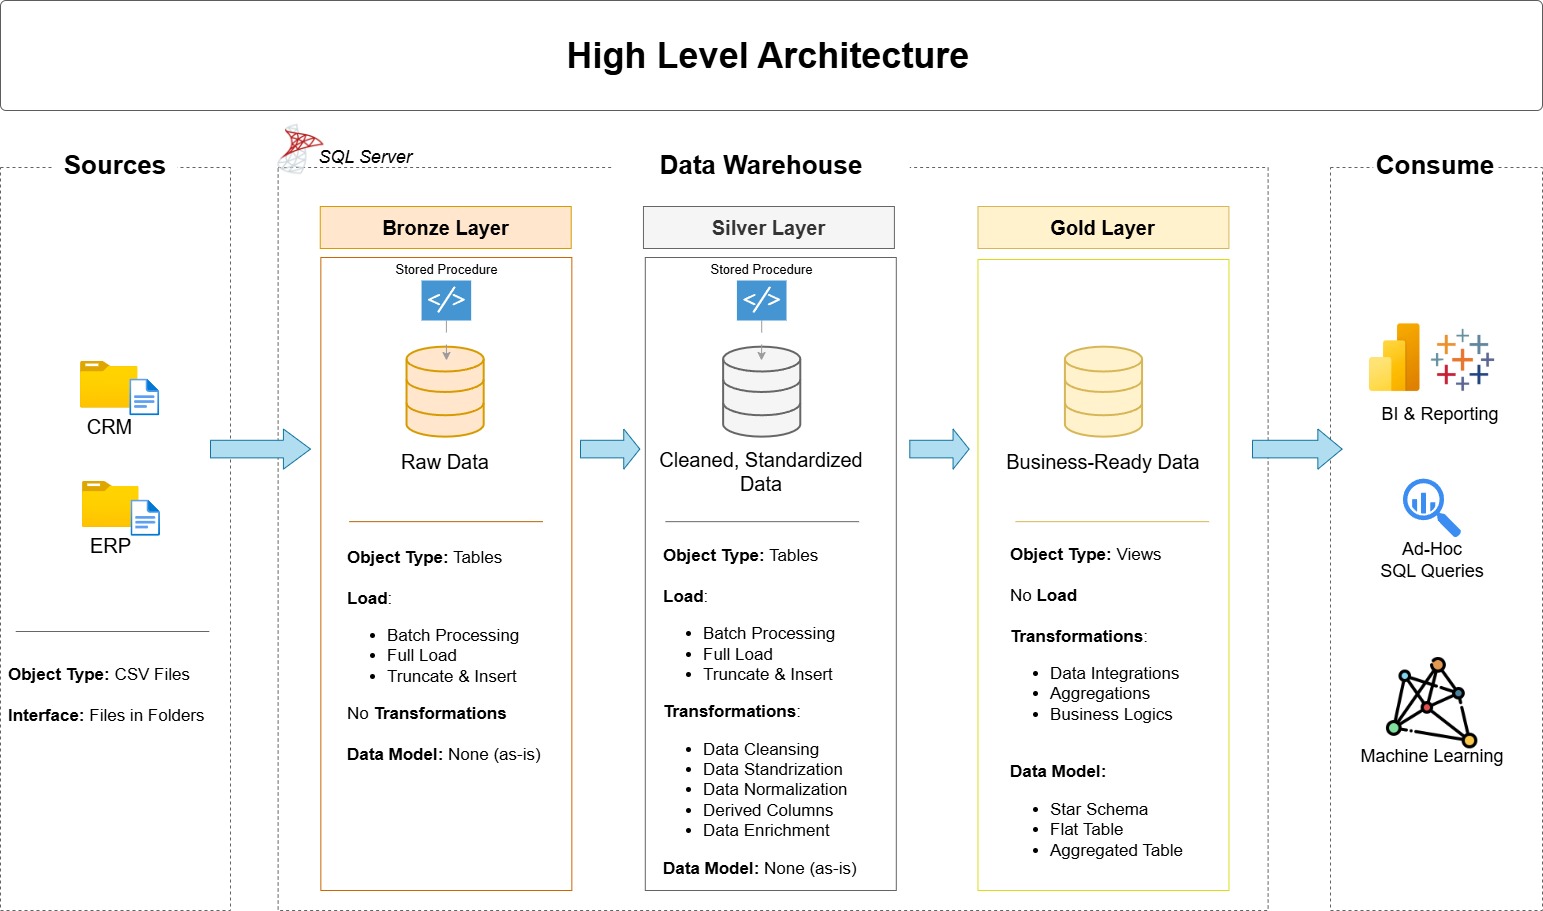 High Level Architecture
Sources
SQL Server
Data Warehouse
Consume
CRM
ERP
Object Type: CSV Files
Interface: Files in Folders
Bronze Layer
Stored Procedure
</>
Raw Data
Object Type: Tables
Load:
• Batch Processing
• Full Load
• Truncate & Insert
No Transformations
Data Model: None (as-is)
Silver Layer
Stored Procedure
</>
Cleaned, Standardized
Data
Object Type: Tables
Load:
• Batch Processing
• Full Load
• Truncate & Insert
Transformations:
• Data Cleansing
• Data Standrization
• Data Normalization
• Derived Columns
• Data Enrichment
Data Model: None (as-is)
Gold Layer
Business-Ready Data
Object Type: Views
No Load
Transformations:
• Data Integrations
• Aggregations
• Business Logics
Data Model:
• Star Schema
• Flat Table
• Aggregated Table
BI & Reporting
Ad-Hoc
SQL Queries
Machine Learning